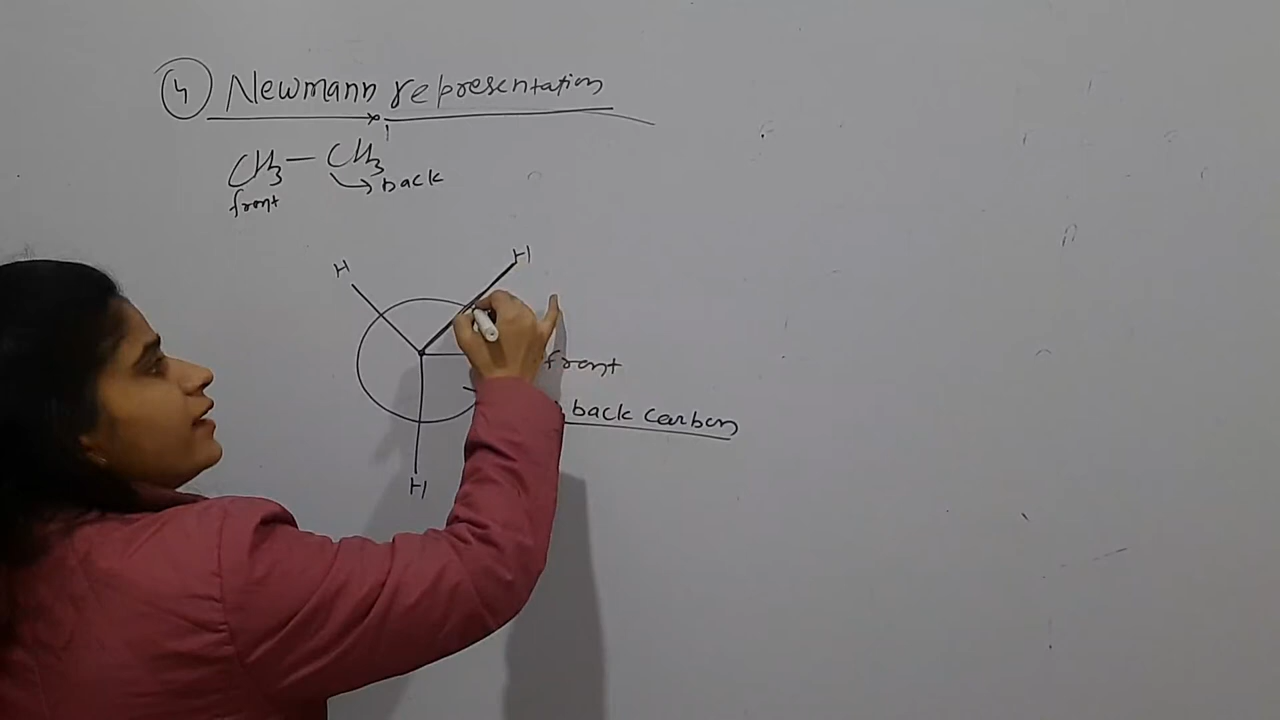 4 Newmann representation
CH3 — CH3
front → back
H H
front
back carbon
H